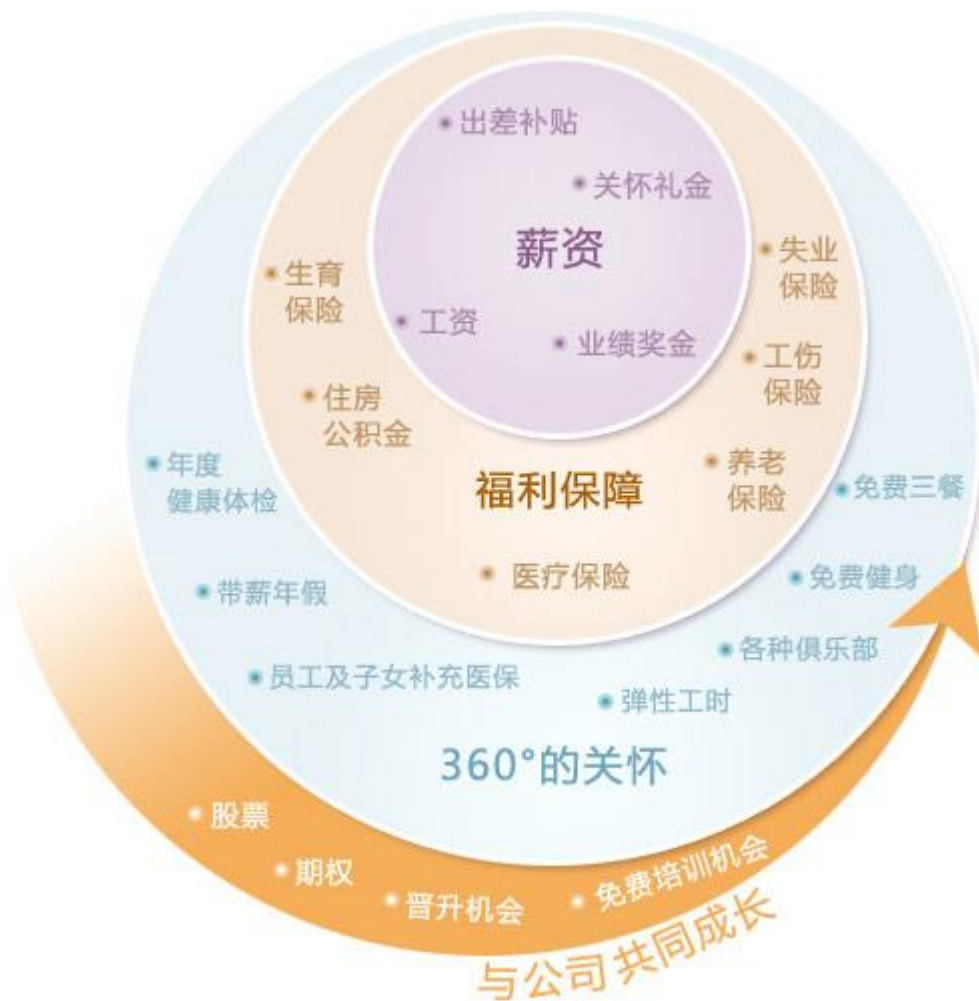 出差补贴
关怀礼金
薪资
工资
业绩奖金
生育
保险
住房
公积金
失业
保险
工伤
保险
养老
保险
福利保障
医疗保险
年度
健康体检
带薪年假
员工及子女补充医保
弹性工时
各种俱乐部
免费健身
免费三餐
360°的关怀
股票
期权
晋升机会
免费培训机会
与公司共同成长